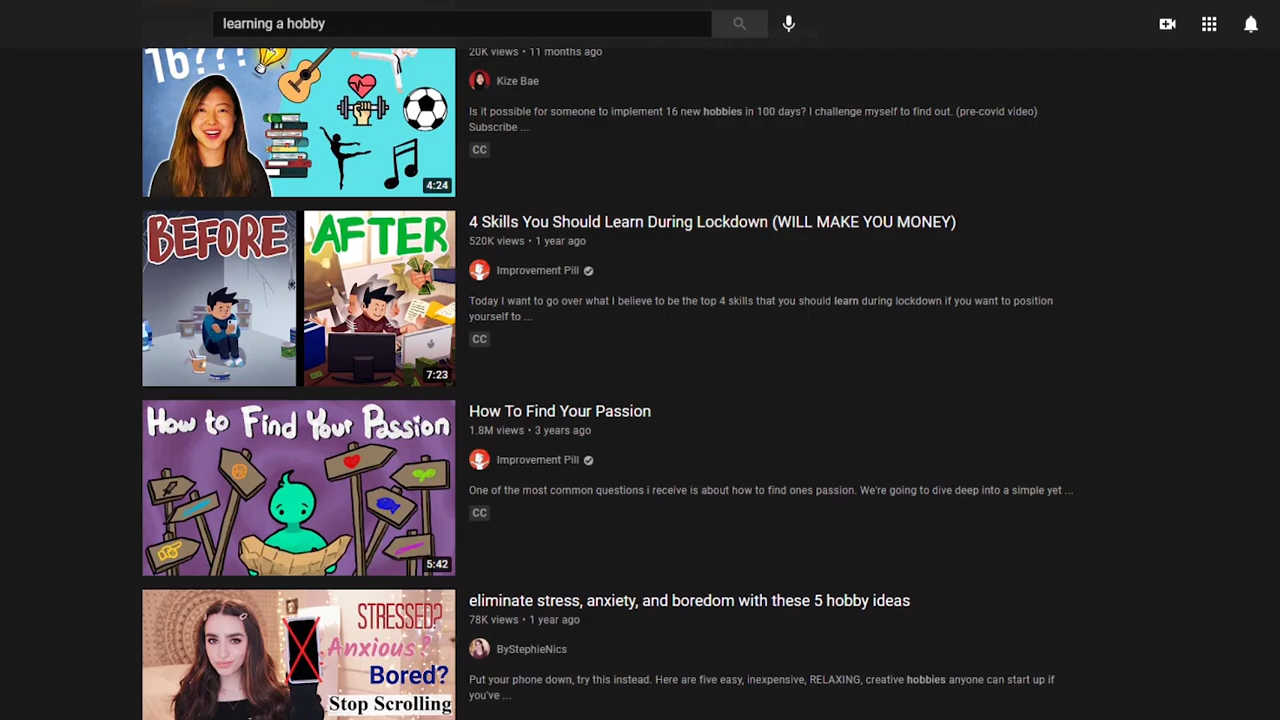 learning a hobby
16???
4:24
20K views • 11 months ago
Kize Bae
Is it possible for someone to implement 16 new hobbies in 100 days? I challenge myself to find out. (pre-covid video)
Subscribe ...
CC
BEFORE AFTER
7:23
4 Skills You Should Learn During Lockdown (WILL MAKE YOU MONEY)
520K views • 1 year ago
Improvement Pill
Today I want to go over what I believe to be the top 4 skills that you should learn during lockdown if you want to position
yourself to ...
CC
How to Find Your Passion
5:42
How To Find Your Passion
1.8M views • 3 years ago
Improvement Pill
One of the most common questions i receive is about how to find ones passion. We're going to dive deep into a simple yet ...
CC
STRESSED?
Anxious?
Bored?
Stop Scrolling
eliminate stress, anxiety, and boredom with these 5 hobby ideas
78K views • 1 year ago
ByStephieNics
Put your phone down, try this instead. Here are five easy, inexpensive, RELAXING, creative hobbies anyone can start up if
you've ...